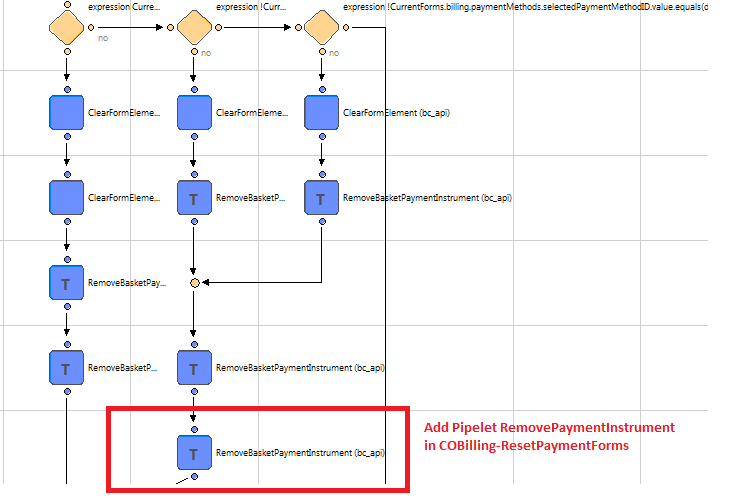 expression Curre...
expression !Curr...
expression !CurrentForms.billing.paymentMethods.selectedPaymentMethodID.value.equals(d
no
no
no
ClearFormEleme...
ClearFormEleme...
ClearFormElement (bc_api)
ClearFormEleme...
T
RemoveBasketP...
T
RemoveBasketPaymentInstrument (bc_api)
T
RemoveBasketPay...
T
RemoveBasketP...
T
RemoveBasketPaymentInstrument (bc_api)
T
RemoveBasketPaymentInstrument (bc_api)
Add Pipelet RemovePaymentInstrument
in COBilling-ResetPaymentForms